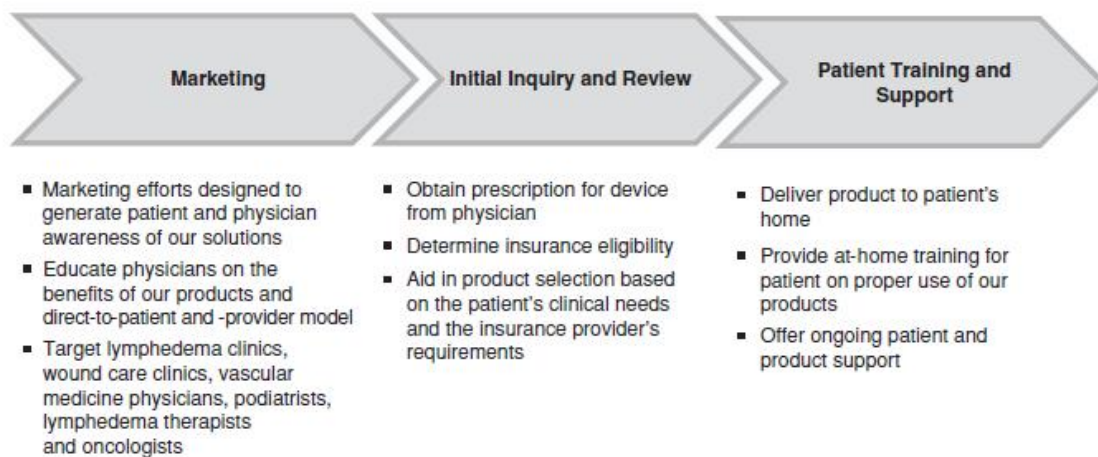 Marketing
Initial Inquiry and Review
Patient Training and
Support
▪ Marketing efforts designed to
generate patient and physician
awareness of our solutions
▪ Educate physicians on the
benefits of our products and
direct-to-patient and -provider model
▪ Target lymphedema clinics,
wound care clinics, vascular
medicine physicians, podiatrists,
lymphedema therapists
and oncologists
▪ Obtain prescription for device
from physician
▪ Determine insurance eligibility
▪ Aid in product selection based
on the patient's clinical needs
and the insurance provider's
requirements
▪ Deliver product to patient's
home
▪ Provide at-home training for
patient on proper use of our
products
▪ Offer ongoing patient and
product support